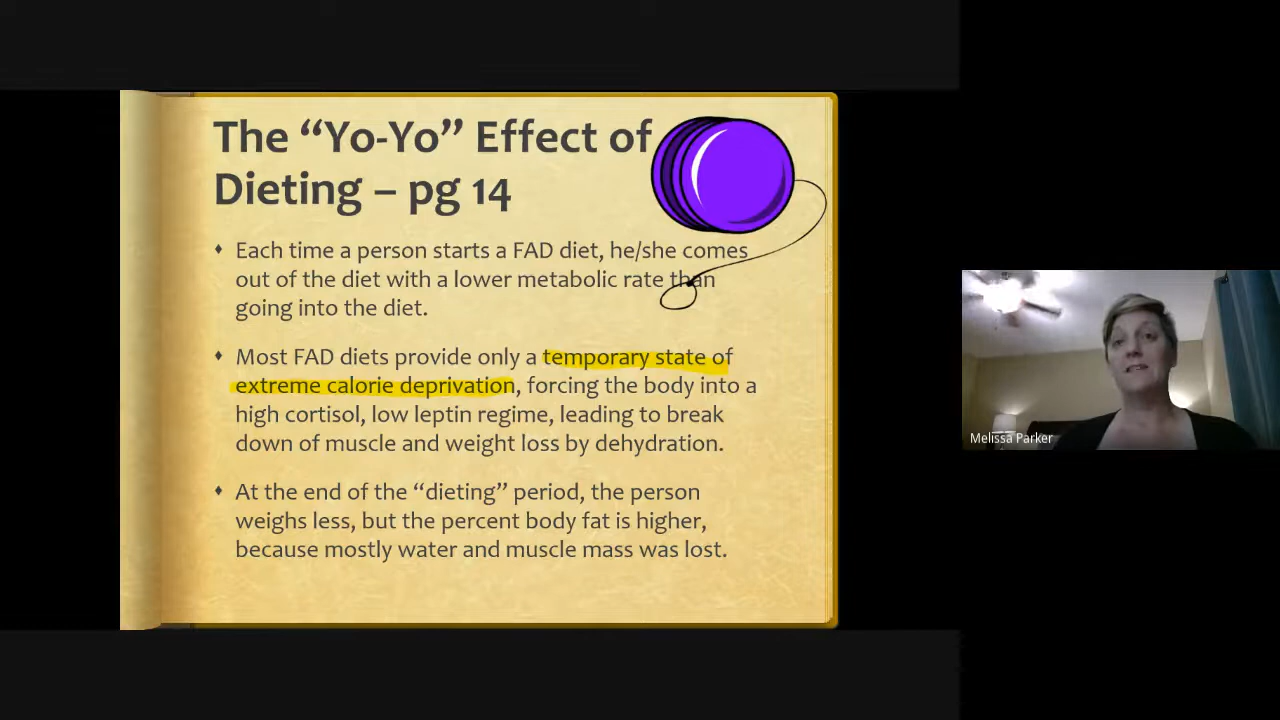 The “Yo-Yo” Effect of
Dieting – pg 14
Each time a person starts a FAD diet, he/she comes
out of the diet with a lower metabolic rate than
going into the diet.
Most FAD diets provide only a temporary state of
extreme calorie deprivation, forcing the body into a
high cortisol, low leptin regime, leading to break
down of muscle and weight loss by dehydration.
At the end of the “dieting” period, the person
weighs less, but the percent body fat is higher,
because mostly water and muscle mass was lost.
Melissa Parker